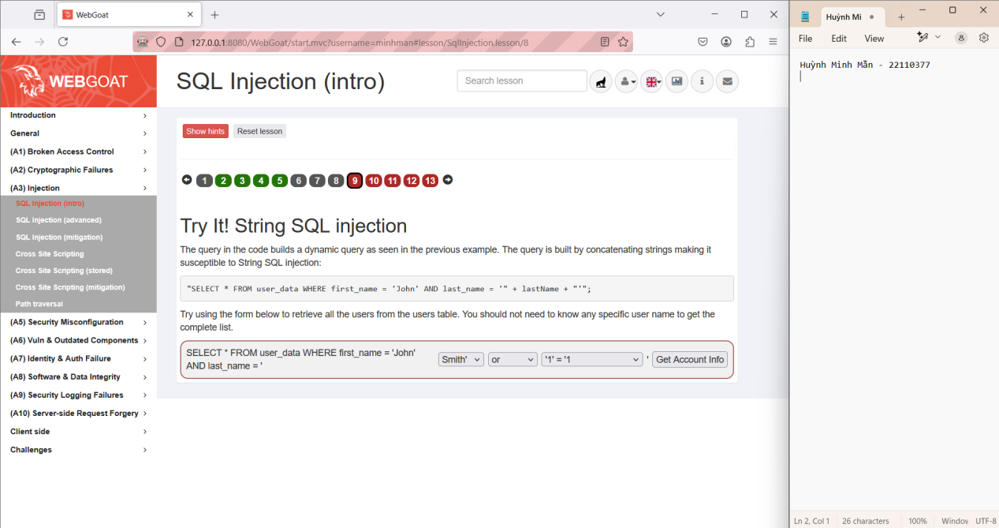 WebGoat
127.0.0.1:8080/WebGoat/start.mvc?username=minhman#lesson/SqlInjection.lesson/8
WEBGOAT
Introduction
General
(A1) Broken Access Control
(A2) Cryptographic Failures
(A3) Injection
SQL Injection (intro)
SQL Injection (advanced)
SQL Injection (mitigation)
Cross Site Scripting
Cross Site Scripting (stored)
Cross Site Scripting (mitigation)
Path traversal
(A5) Security Misconfiguration
(A6) Vuln & Outdated Components
(A7) Identity & Auth Failure
(A8) Software & Data Integrity
(A9) Security Logging Failures
(A10) Server-side Request Forgery
Client side
Challenges
SQL Injection (intro)
Search lesson
Show hints Reset lesson
1 2 3 4 5 6 7 8 9 10 11 12 13
Try It! String SQL injection
The query in the code builds a dynamic query as seen in the previous example. The query is built by concatenating strings making it
susceptible to String SQL injection:
"SELECT * FROM user_data WHERE first_name = 'John' AND last_name = '" + lastName + "'";
Try using the form below to retrieve all the users from the users table. You should not need to know any specific user name to get the
complete list.
SELECT * FROM user_data WHERE first_name = 'John'
AND last_name = '
Smith' or '1' = '1 ' Get Account Info
Huỳnh Mi
File Edit View
Huỳnh Minh Mẫn - 22110377
Ln 2, Col 1 26 characters 100% Window UTF-8